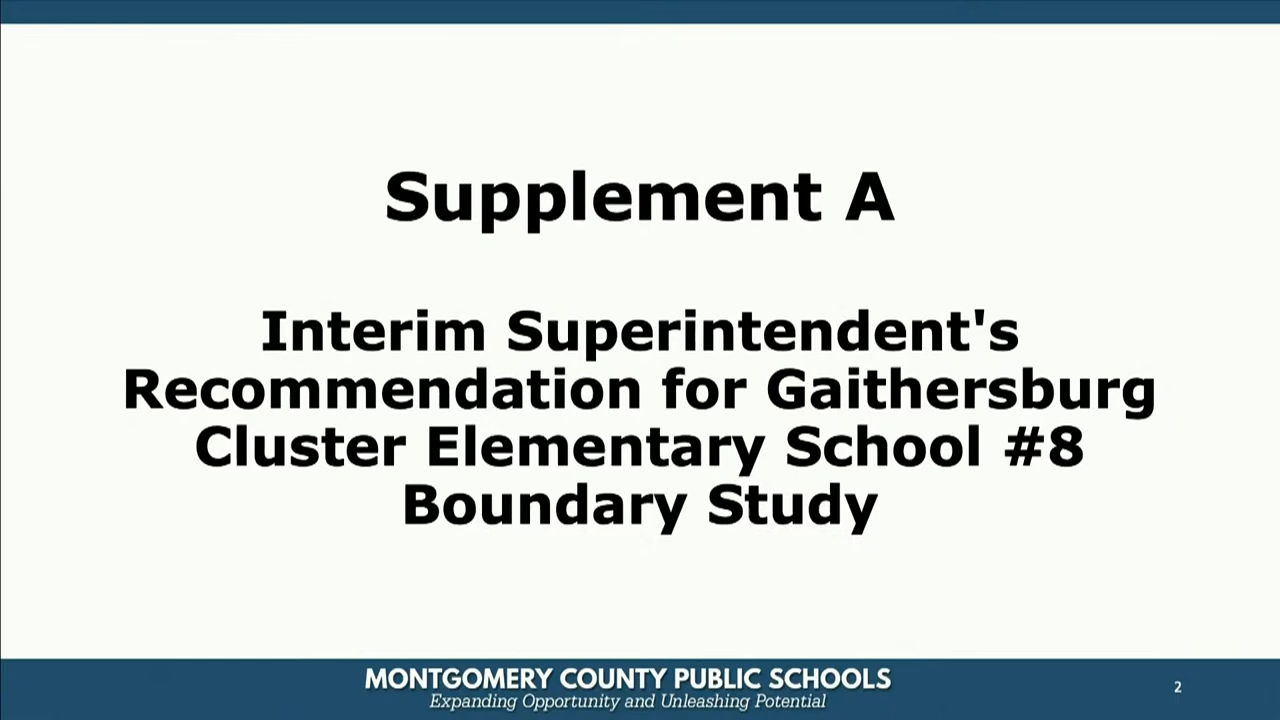 Supplement A
Interim Superintendent's
Recommendation for Gaithersburg
Cluster Elementary School #8
Boundary Study
MONTGOMERY COUNTY PUBLIC SCHOOLS
Expanding Opportunity and Unleashing Potential
2